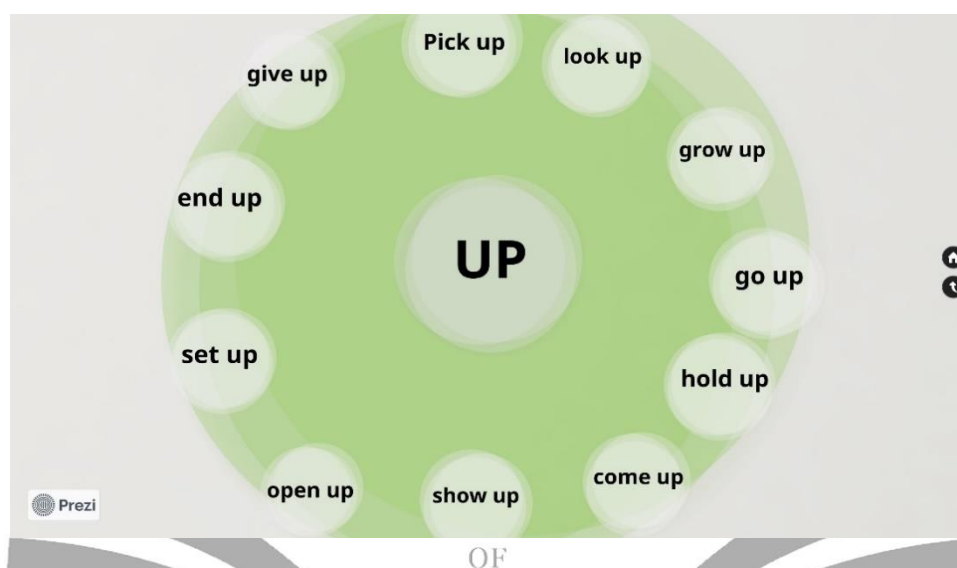 Pick up
look up
give up
grow up
end up
UP
go up
set up
hold up
come up
open up
show up
Prezi
OF